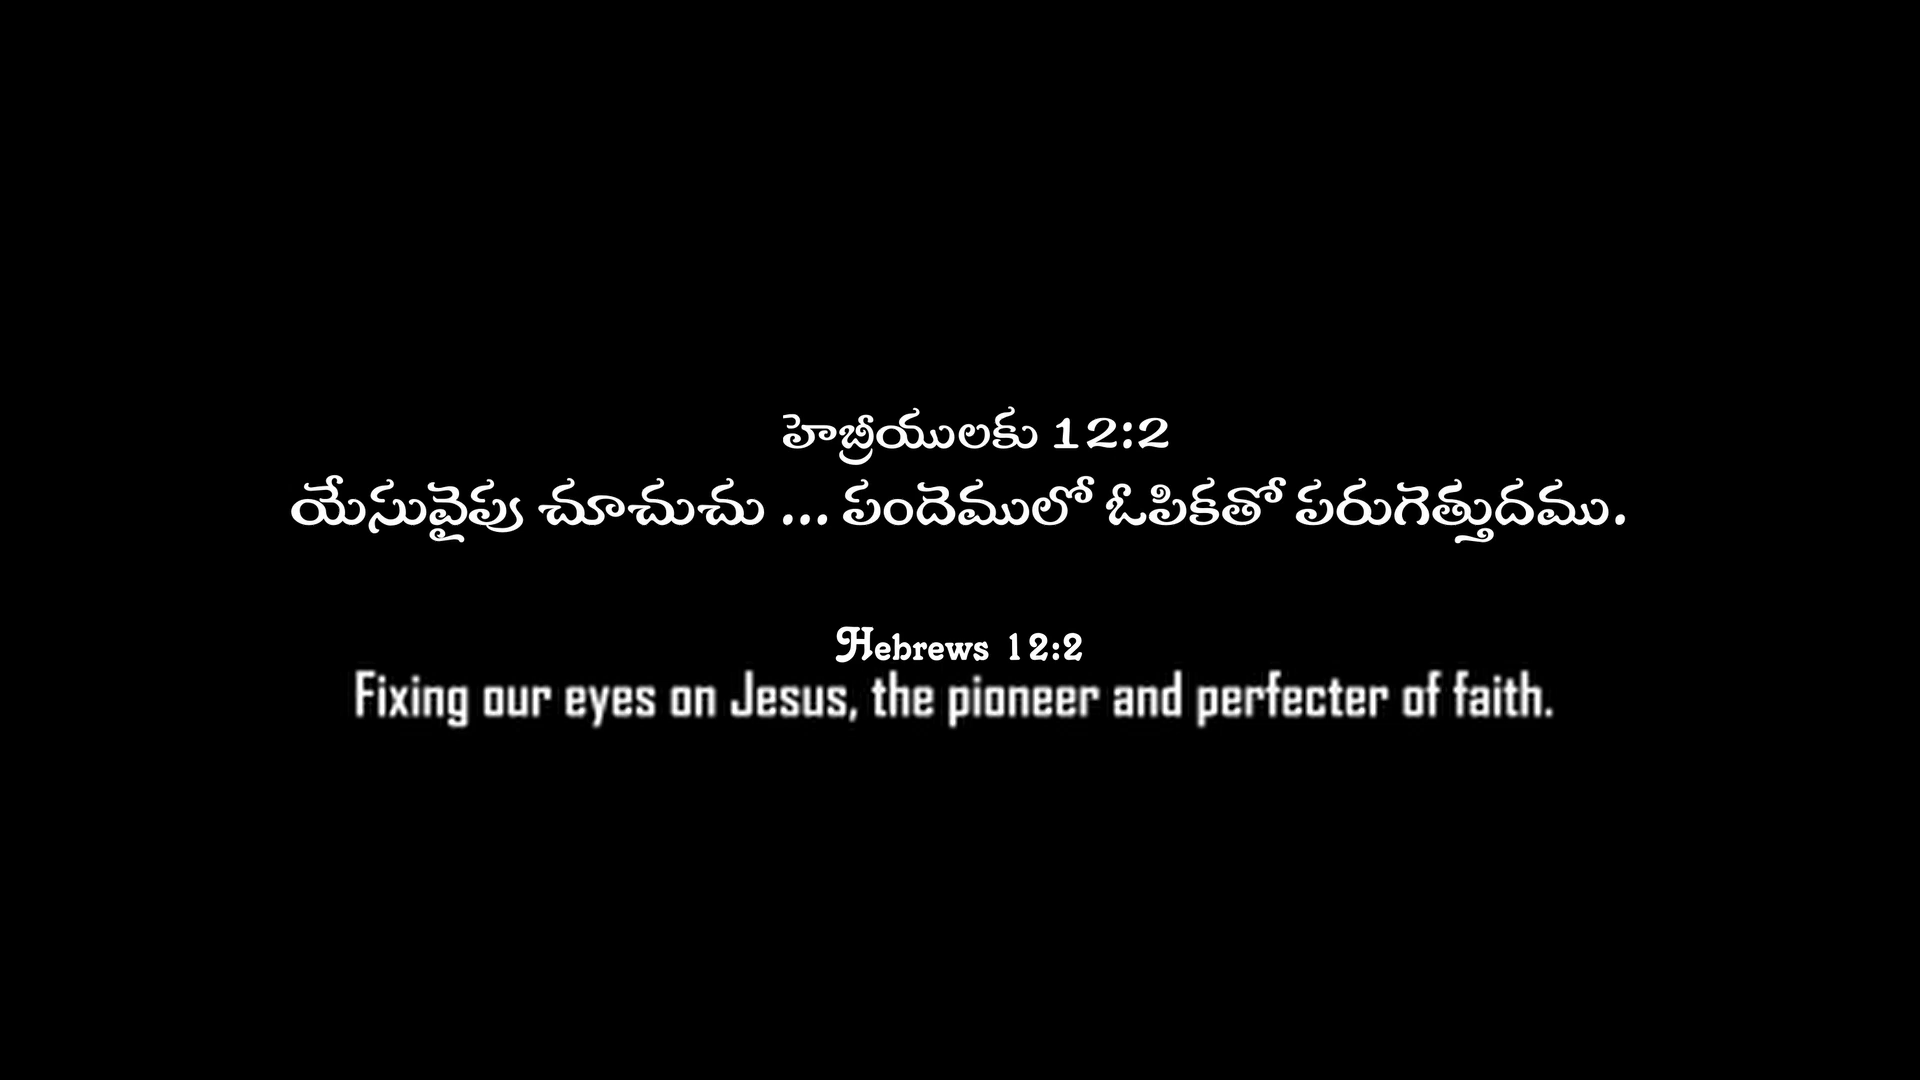 హెబ్రీయులకు 12:2
యేసువైపు చూచుచు ... పందెములో ఓపికతో పరుగెత్తుదము.
Hebrews 12:2
Fixing our eyes on Jesus, the pioneer and perfecter of faith.